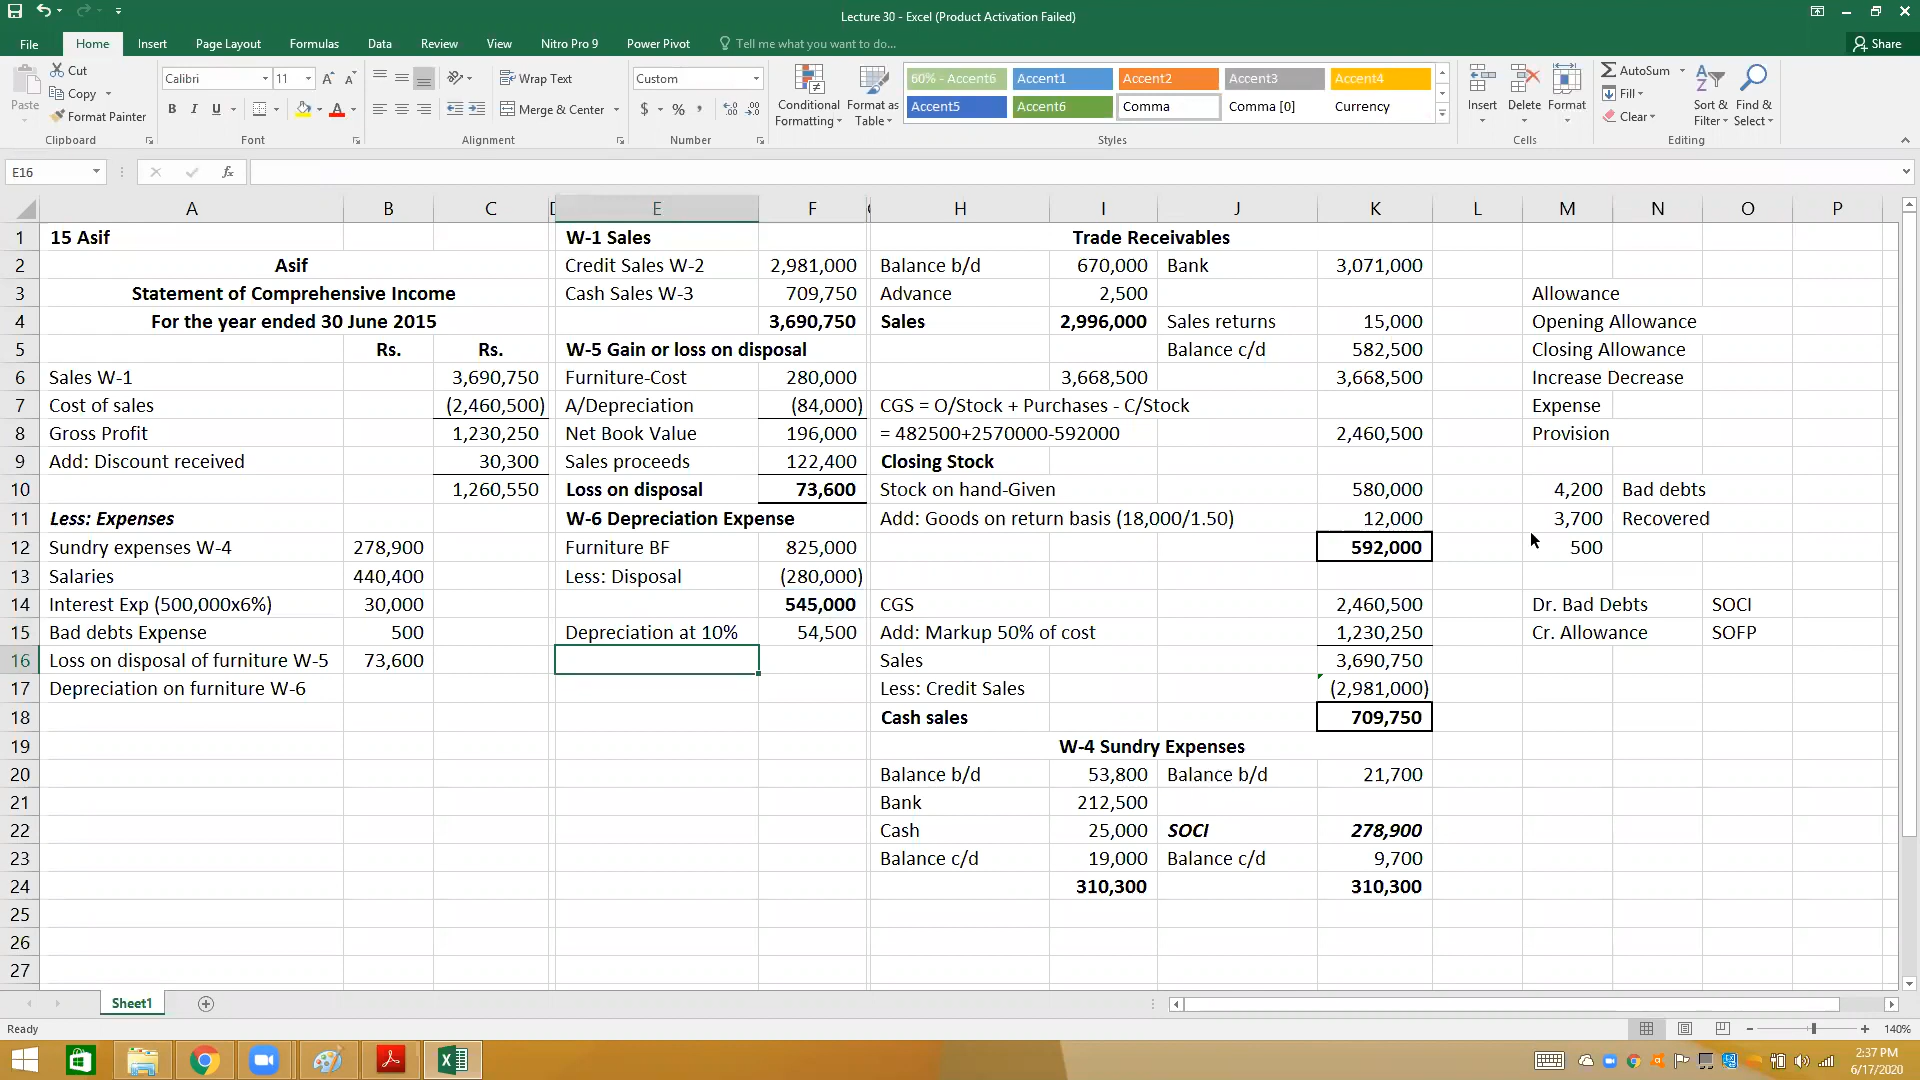 Lecture 30 - Excel (Product Activation Failed)
File Home Insert Page Layout Formulas Data Review View Nitro Pro 9 Power Pivot Tell me what you want to do... Share
Paste Cut Copy Format Painter Clipboard
Calibri 11 B I U A A A Font
Wrap Text Merge & Center Alignment
Custom $ % , Number
Conditional Formatting Format as Table
60% - Accent6 Accent1 Accent2 Accent3 Accent4
Accent5 Accent6 Comma Comma [0] Currency
Styles
Insert Delete Format Cells
AutoSum Fill Clear Sort & Filter Find & Select Editing
E16 fx
A B C D E F H I J K L M N O P
1 15 Asif W-1 Sales Trade Receivables
2 Asif Credit Sales W-2 2,981,000 Balance b/d 670,000 Bank 3,071,000
3 Statement of Comprehensive Income Cash Sales W-3 709,750 Advance 2,500 Allowance
4 For the year ended 30 June 2015 3,690,750 Sales 2,996,000 Sales returns 15,000 Opening Allowance
5 Rs. Rs. W-5 Gain or loss on disposal Balance c/d 582,500 Closing Allowance
6 Sales W-1 3,690,750 Furniture-Cost 280,000 3,668,500 3,668,500 Increase Decrease
7 Cost of sales (2,460,500) A/Depreciation (84,000) CGS = O/Stock + Purchases - C/Stock Expense
8 Gross Profit 1,230,250 Net Book Value 196,000 = 482500+2570000-592000 2,460,500 Provision
9 Add: Discount received 30,300 Sales proceeds 122,400 Closing Stock
10 1,260,550 Loss on disposal 73,600 Stock on hand-Given 580,000 4,200 Bad debts
11 Less: Expenses W-6 Depreciation Expense Add: Goods on return basis (18,000/1.50) 12,000 3,700 Recovered
12 Sundry expenses W-4 278,900 Furniture BF 825,000 592,000 500
13 Salaries 440,400 Less: Disposal (280,000)
14 Interest Exp (500,000x6%) 30,000 545,000 CGS 2,460,500 Dr. Bad Debts SOCI
15 Bad debts Expense 500 Depreciation at 10% 54,500 Add: Markup 50% of cost 1,230,250 Cr. Allowance SOFP
16 Loss on disposal of furniture W-5 73,600 Sales 3,690,750
17 Depreciation on furniture W-6 Less: Credit Sales (2,981,000)
18 Cash sales 709,750
19 W-4 Sundry Expenses
20 Balance b/d 53,800 Balance b/d 21,700
21 Bank 212,500
22 Cash 25,000 SOCI 278,900
23 Balance c/d 19,000 Balance c/d 9,700
24 310,300 310,300
25
26
27
Sheet1
Ready 140%
2:37 PM
6/17/2020